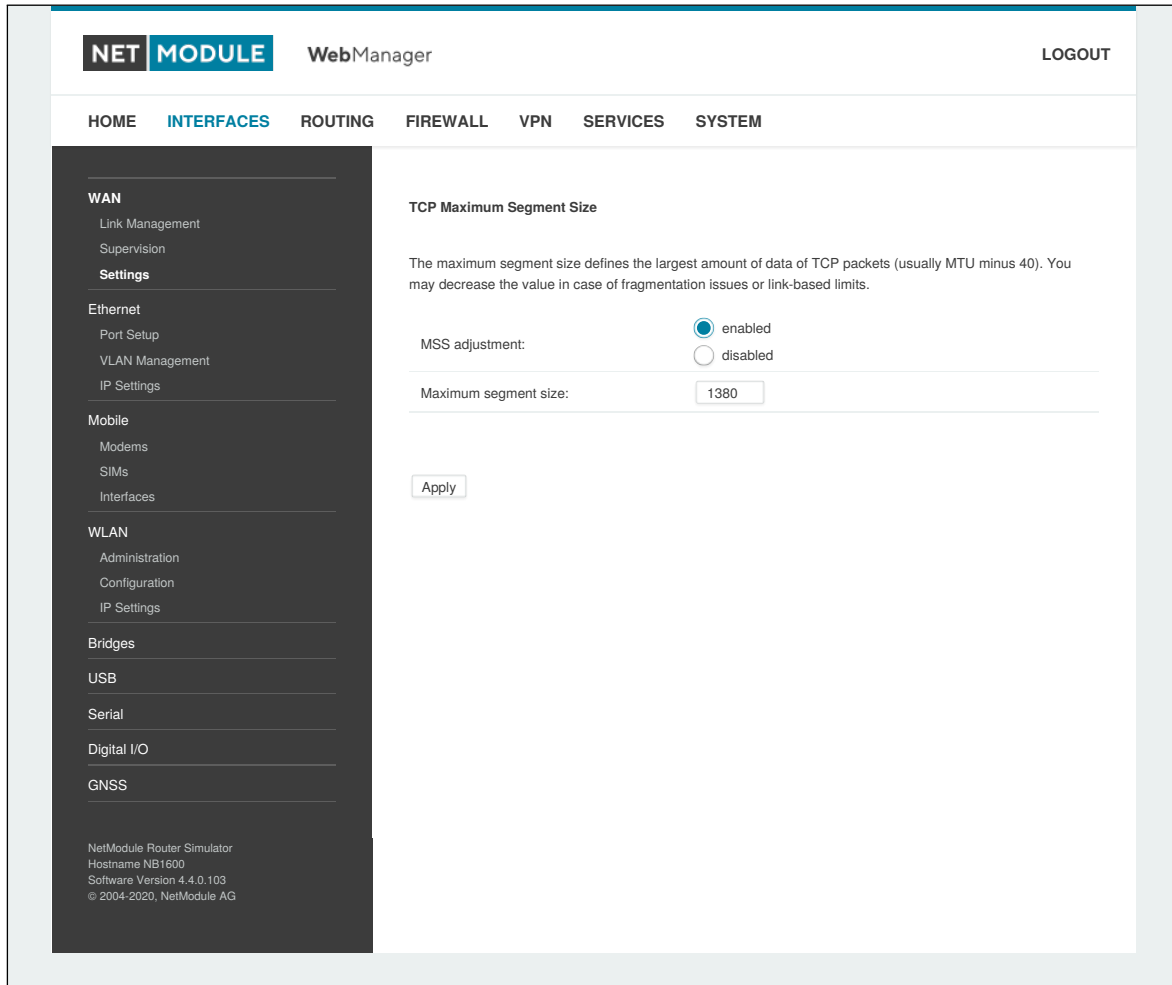 NET MODULE WebManager LOGOUT
HOME INTERFACES ROUTING FIREWALL VPN SERVICES SYSTEM
WAN
Link Management
Supervision
Settings
Ethernet
Port Setup
VLAN Management
IP Settings
Mobile
Modems
SIMs
Interfaces
WLAN
Administration
Configuration
IP Settings
Bridges
USB
Serial
Digital I/O
GNSS
NetModule Router Simulator
Hostname NB1600
Software Version 4.4.0.103
© 2004-2020, NetModule AG
TCP Maximum Segment Size
The maximum segment size defines the largest amount of data of TCP packets (usually MTU minus 40). You
may decrease the value in case of fragmentation issues or link-based limits.
MSS adjustment:
enabled
disabled
Maximum segment size: 1380
Apply